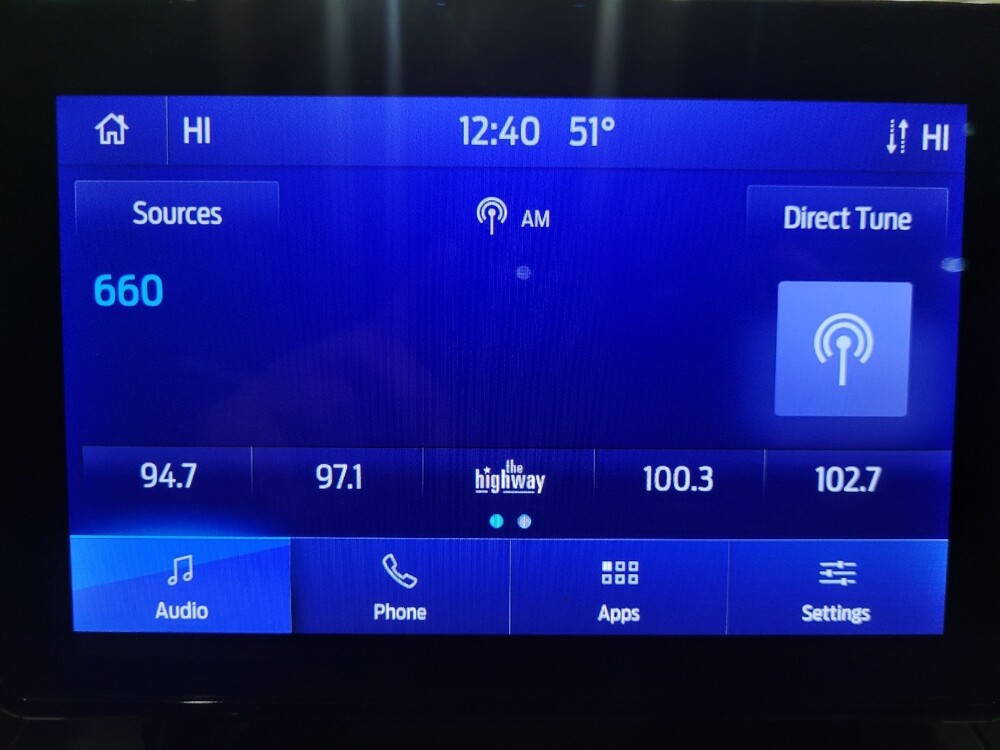 HI 12:40 51° HI
Sources AM Direct Tune
660
94.7 97.1 the highway 100.3 102.7
Audio Phone Apps Settings